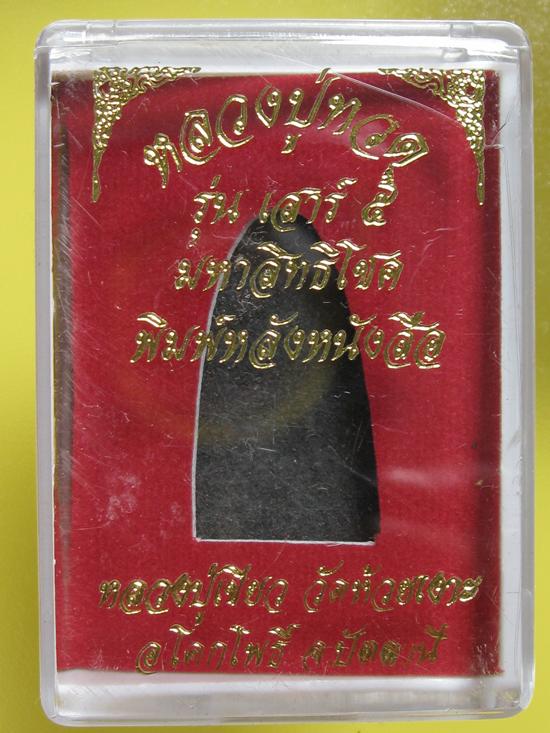 หลวงปู่ทวด
รุ่น เสาร์ ๕
มหาสิทธิโชค
พิมพ์หลังหนังสือ
หลวงปู่เขียว วัดห้วยเงาะ
อ.โคกโพธิ์ จ.ปัตตานี